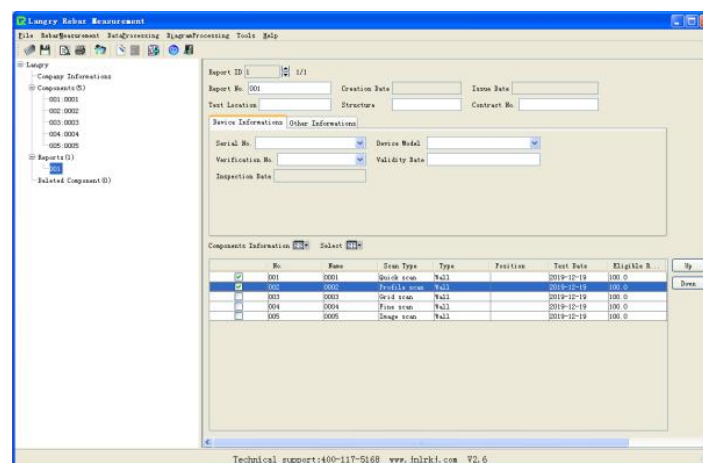 Langry Rebar Measurement
File RebarMeasurement DataProcessing DiagramProcessing Tools Help
Langry
Company Informations
Components(5)
001:0001
002:0002
003:0003
004:0004
005:0005
Reports(1)
001
Deleted Component(0)
Report ID 1 1/1
Report No. 001 Creation Date Issue Date
Test Location Structure Contract No.
Device Informations Other Informations
Serial No. Device Model
Verification No. Validity Date
Inspection Date
Components Information Select
No. Name Scan Type Type Position Test Date Eligible R...
001 0001 Quick scan Wall 2019-12-19 100.0
002 0002 Profile scan Wall 2019-12-19 100.0
003 0003 Grid scan Wall 2019-12-19 100.0
004 0004 Fine scan Wall 2019-12-19 100.0
005 0005 Image scan Wall 2019-12-19 100.0
Up
Down
Technical support:400-117-5168 www.jnlrkj.com V2.6